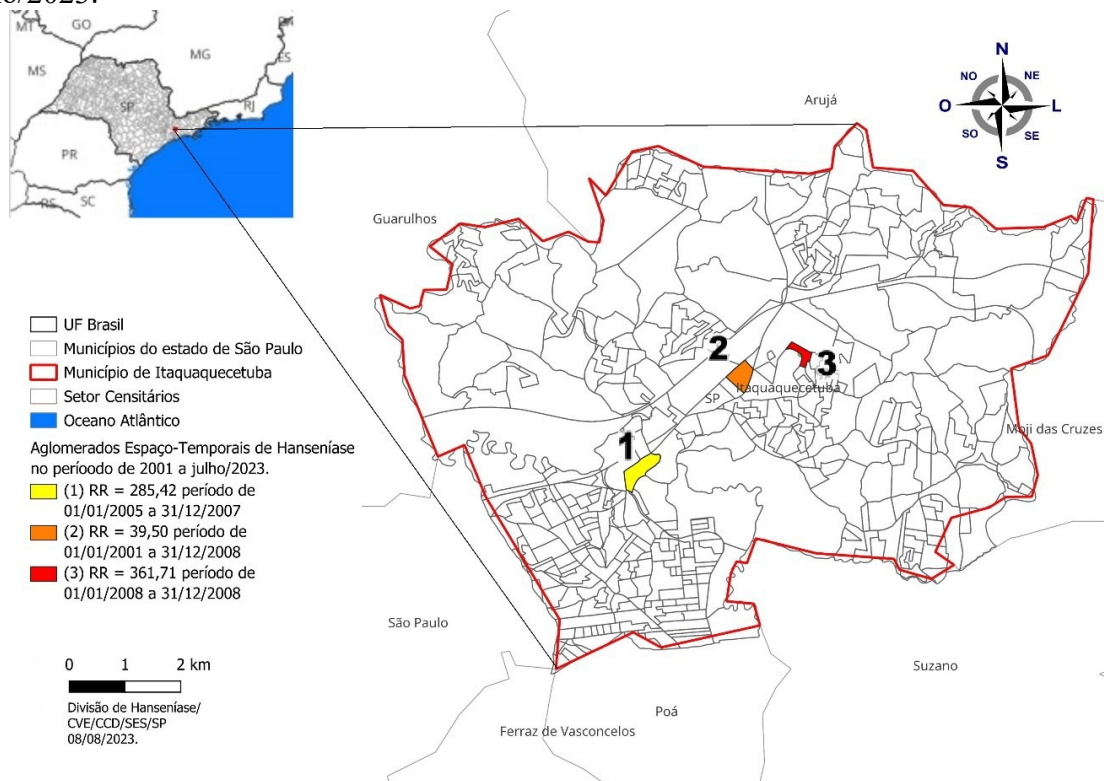 /2023.
MT
GO
MG
ES
MS
SP
RJ
PR
RS
SC
N
NO
NE
O
L
SO
SE
S
Arujá
Guarulhos
UF Brasil
Municípios do estado de São Paulo
Município de Itaquaquecetuba
Setor Censitários
Oceano Atlântico
Aglomerados Espaço-Temporais de Hanseníase
no períoodo de 2001 a julho/2023.
(1) RR = 285,42 período de
01/01/2005 a 31/12/2007
(2) RR = 39,50 período de
01/01/2001 a 31/12/2008
(3) RR = 361,71 período de
01/01/2008 a 31/12/2008
2
3
Itaquaquecetuba
SP
1
Moji das Cruzes
São Paulo
Suzano
Poá
Ferraz de Vasconcelos
0 1 2 km
Divisão de Hanseníase/
CVE/CCD/SES/SP
08/08/2023.